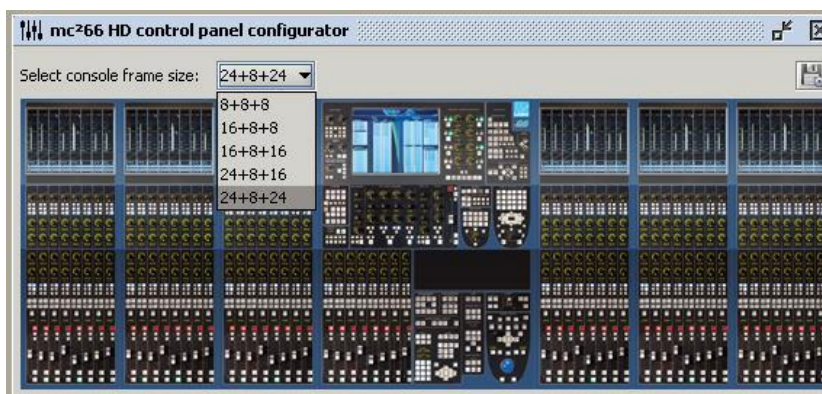 mc²66 HD control panel configurator
Select console frame size: 24+8+24
8+8+8
16+8+8
16+8+16
24+8+16
24+8+24